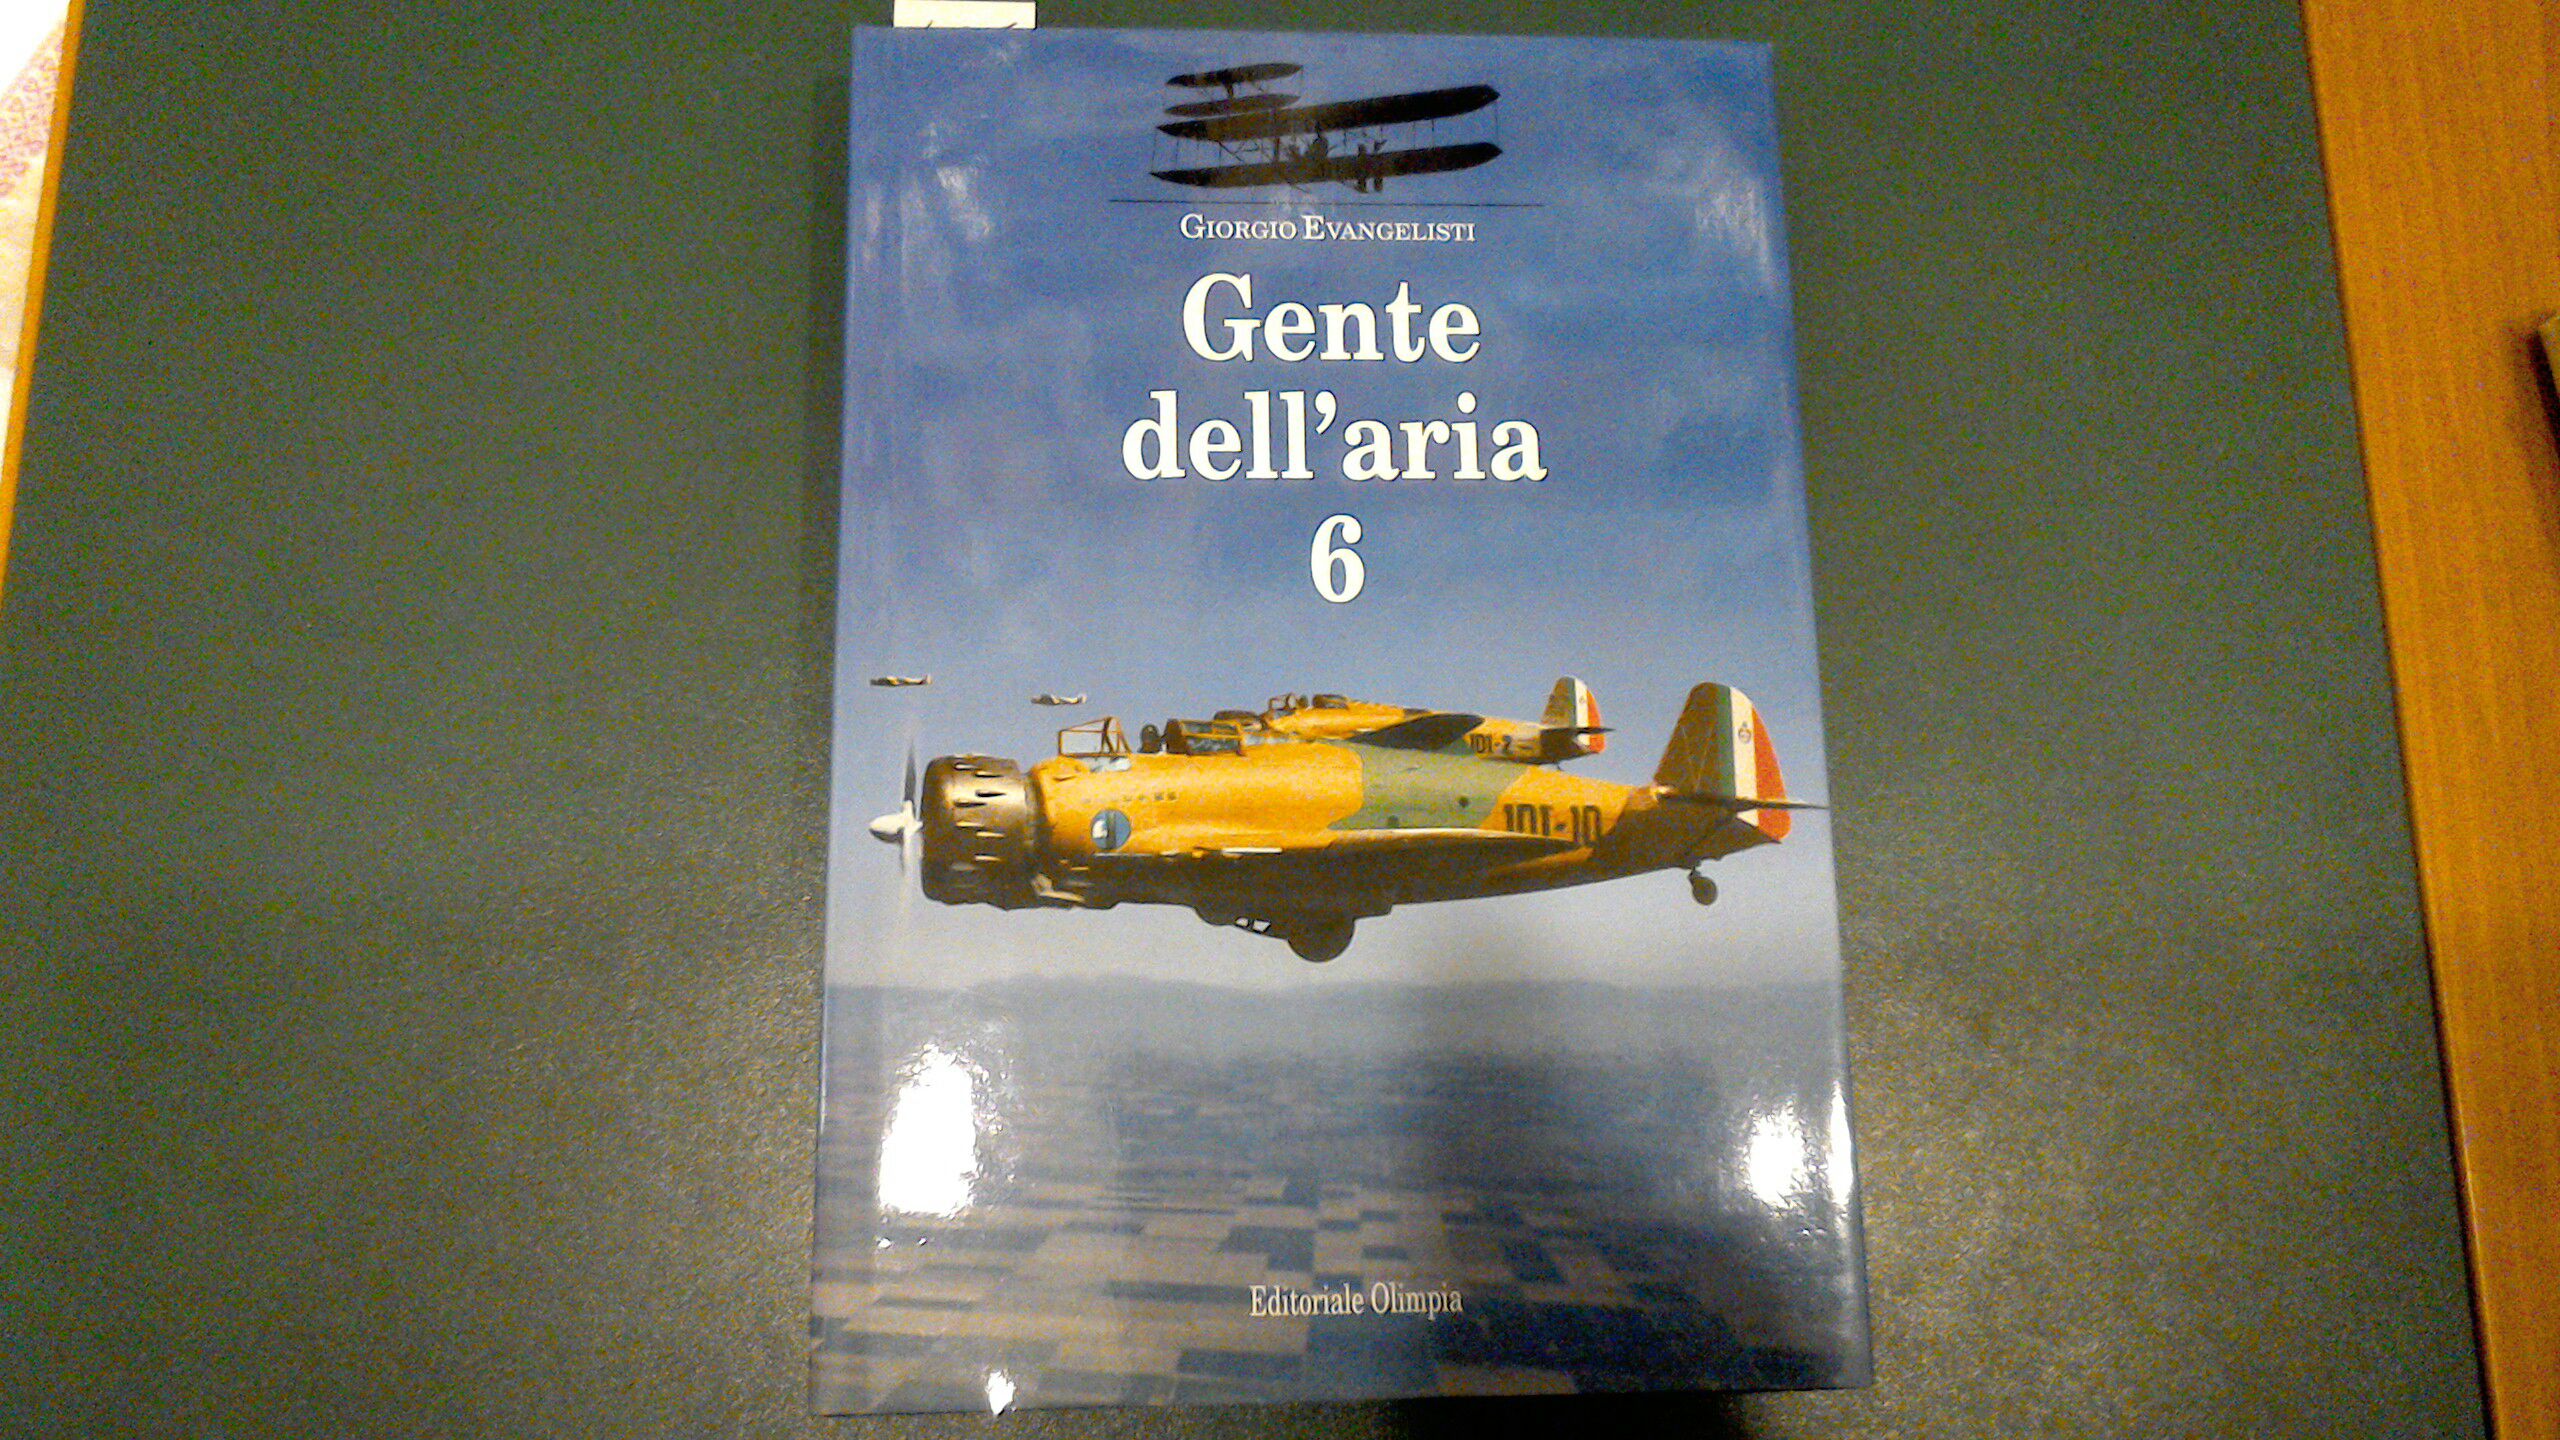 GIORGIO EVANGELISTI
Gente
dell'aria
6
101-2
101-10
Editoriale Olimpia